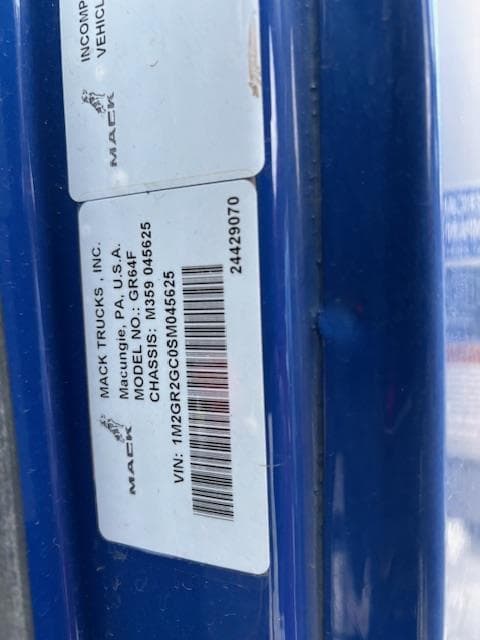 INCOMP
VEHICL
MACK
MACK TRUCKS , INC.
Macungie, PA, U.S.A.
MODEL NO.: GR64F
CHASSIS: M359 045625
MACK
VIN: 1M2GR2GC0SM045625
24429070